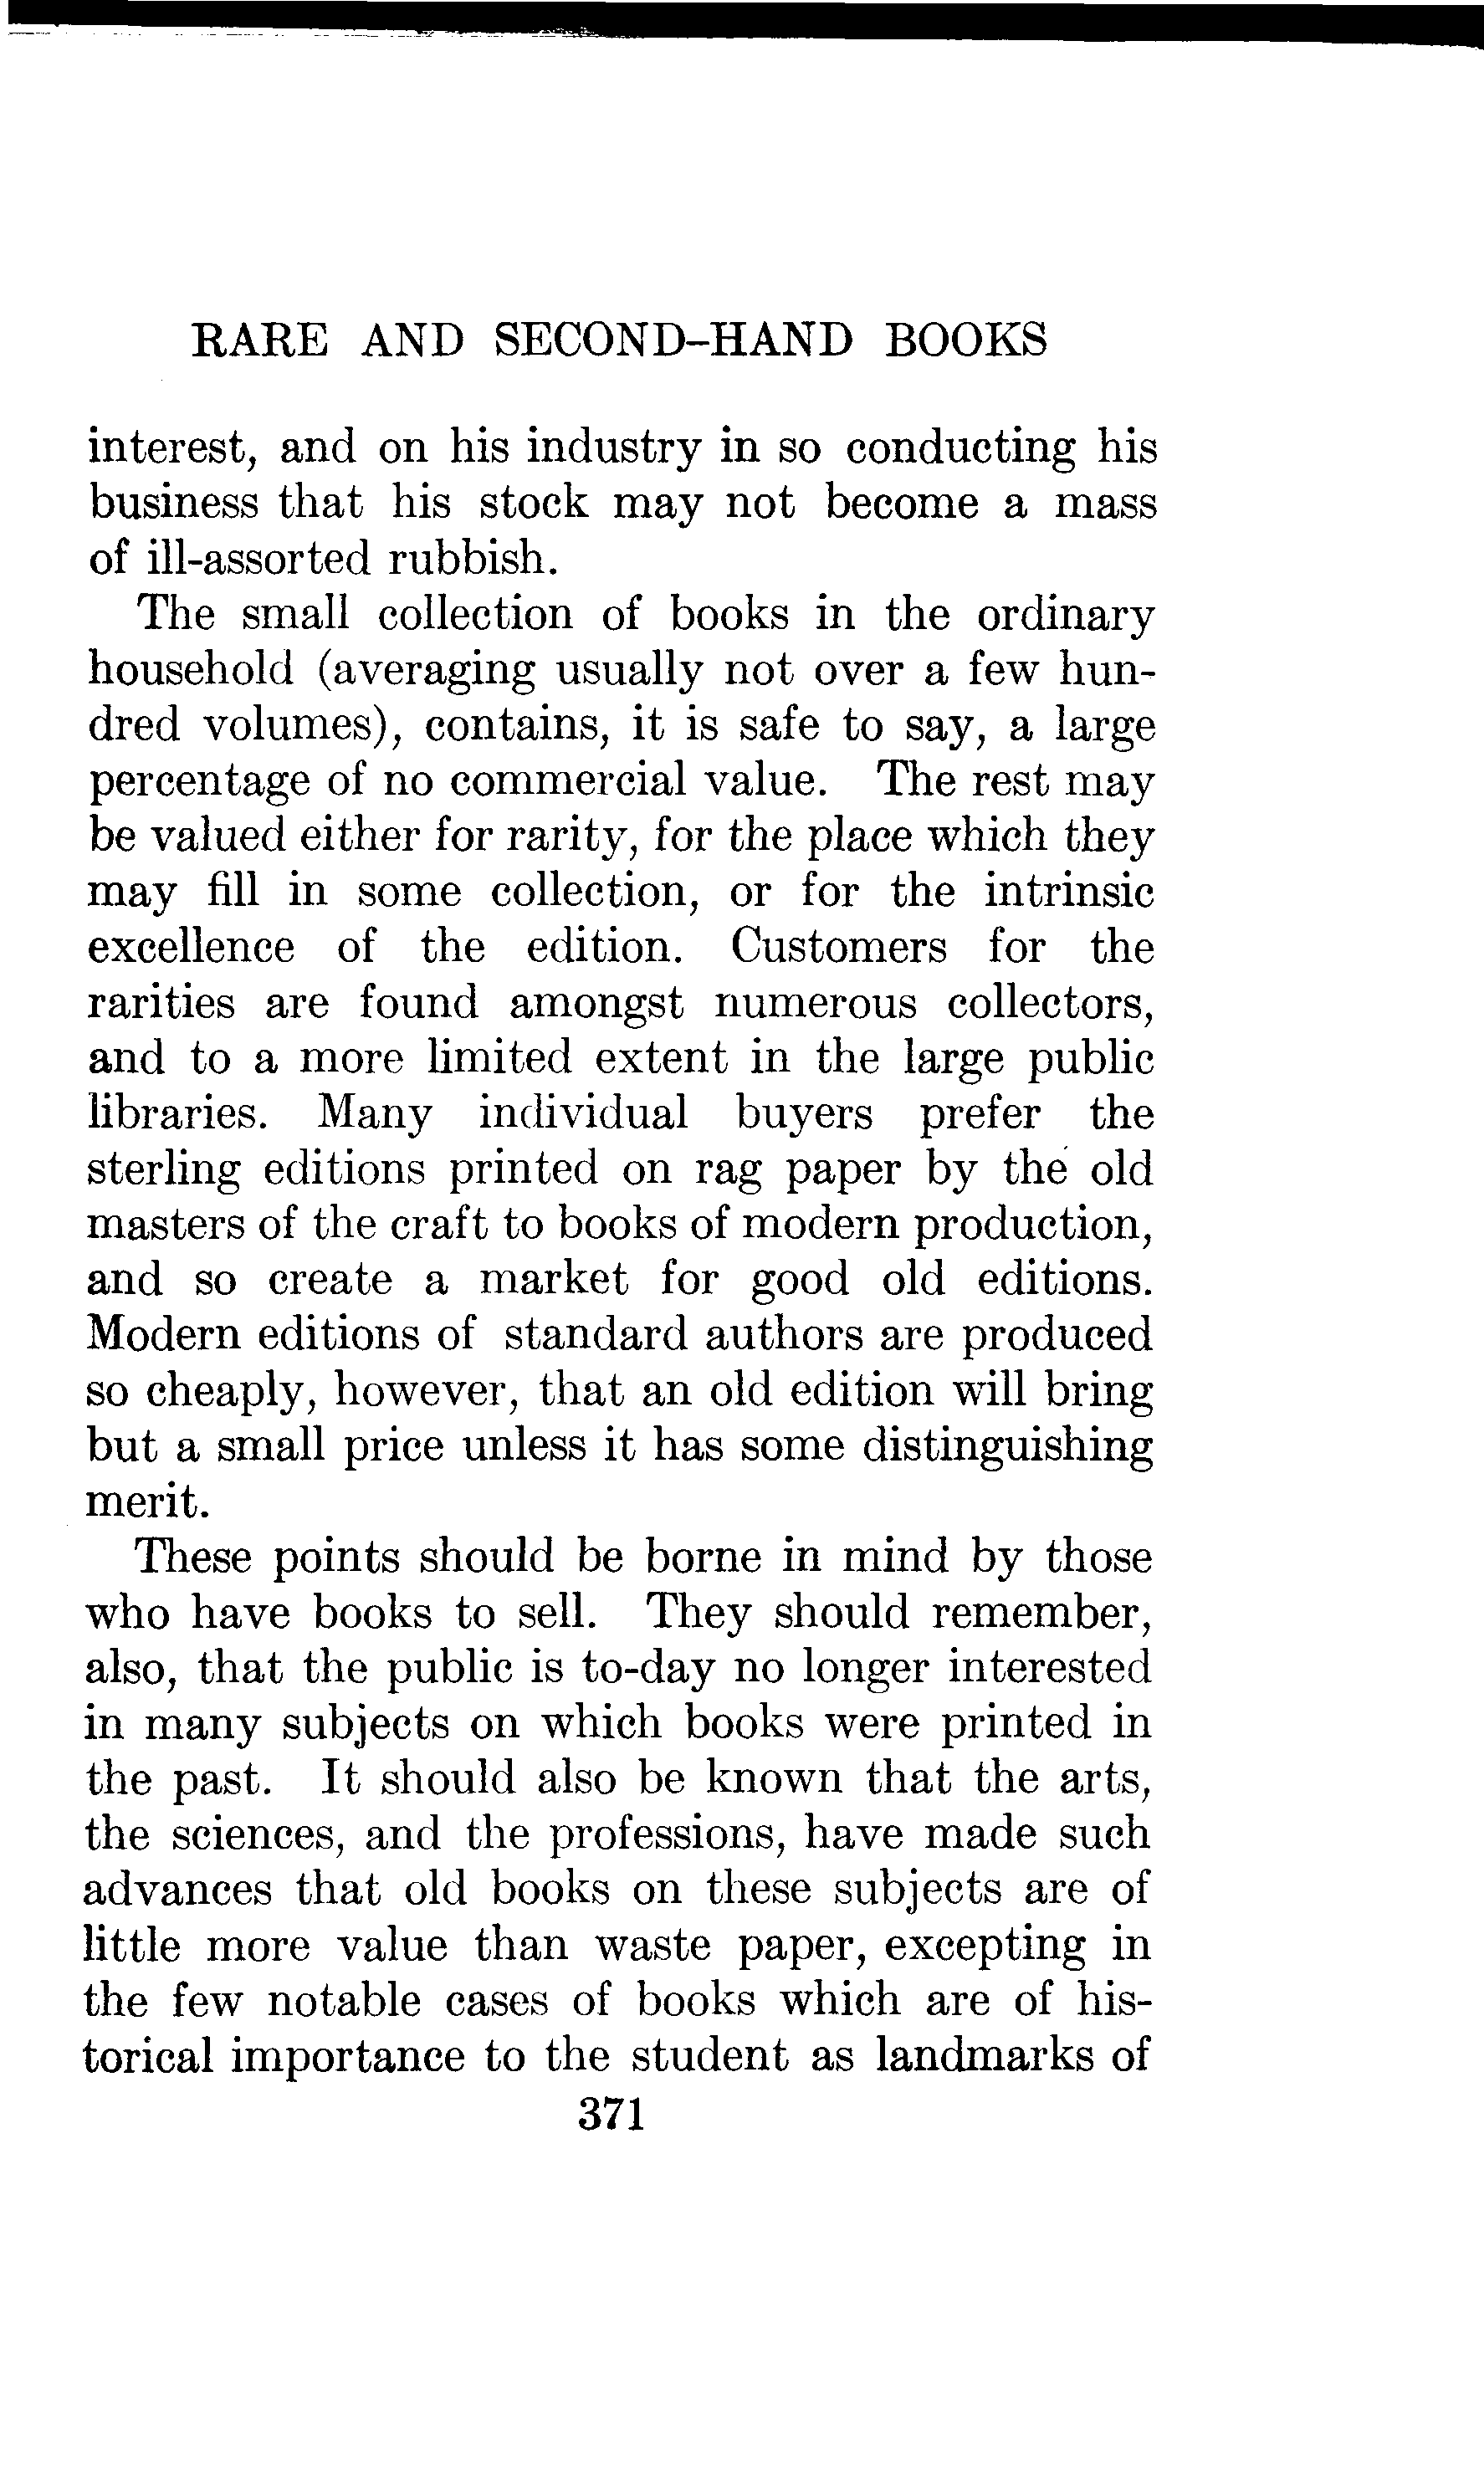 RARE AND SECOND-HAND BOOKS
interest, and on his industry in so conducting his
business that his stock may not become a mass
of ill-assorted rubbish.
The small collection of books in the ordinary
household (averaging usually not over a few hun-
dred volumes), contains, it is safe to say, a large
percentage of no commercial value. The rest may
be valued either for rarity, for the place which they
may fill in some collection, or for the intrinsic
excellence of the edition. Customers for the
rarities are found amongst numerous collectors,
and to a more limited extent in the large public
libraries. Many individual buyers prefer the
sterling editions printed on rag paper by the old
masters of the craft to books of modern production,
and so create a market for good old editions.
Modern editions of standard authors are produced
so cheaply, however, that an old edition will bring
but a small price unless it has some distinguishing
merit.
These points should be borne in mind by those
who have books to sell. They should remember,
also, that the public is to-day no longer interested
in many subjects on which books were printed in
the past. It should also be known that the arts,
the sciences, and the professions, have made such
advances that old books on these subjects are of
little more value than waste paper, excepting in
the few notable cases of books which are of his-
torical importance to the student as landmarks of
371